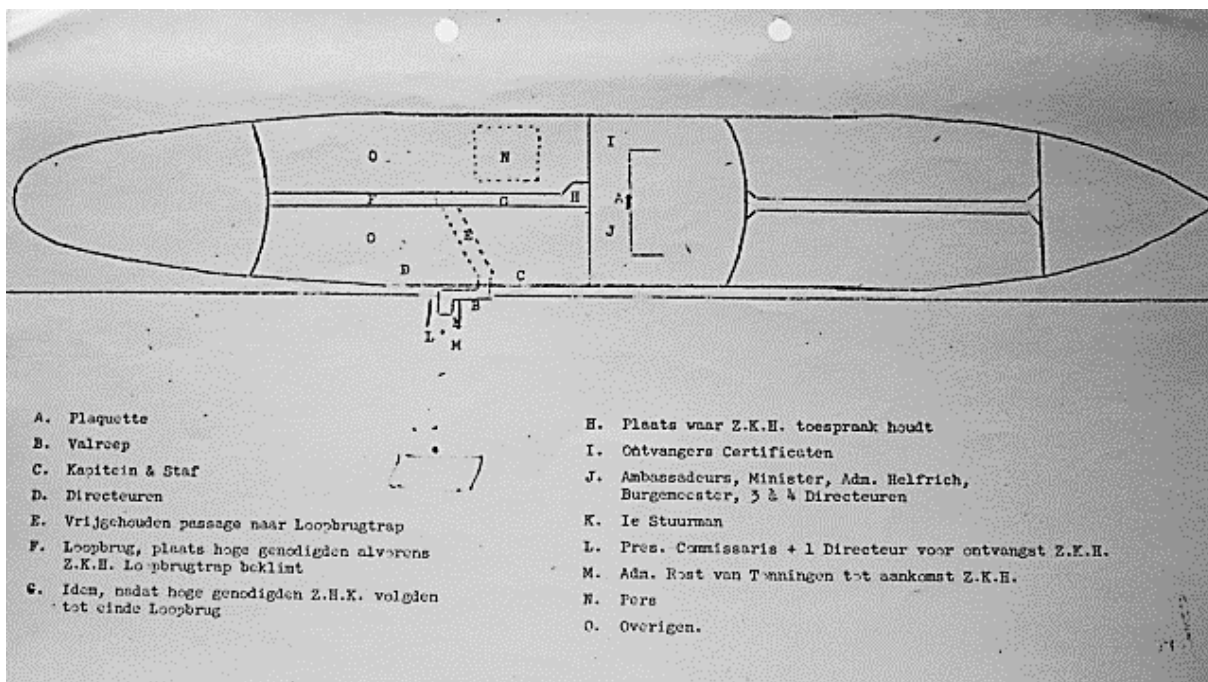 I
O
N
A
H
F
G
J
O
E
D
C
B
L
M
A. Plaquette
B. Valreep
C. Kapitein & Staf
D. Directeuren
E. Vrijgehouden passage naar Loopbrugtrap
F. Loopbrug, plaats hoge genodigden alvorens
Z.K.H. Loopbrugtrap beklimt
G. Idem, nadat hoge genodigden Z.H.K. volgden
tot einde Loopbrug
H. Plaats waar Z.K.H. toespraak houdt
I. Ontvangers Certificaten
J. Ambassadeurs, Minister, Adm. Helfrich,
Burgemeester, 3 à 4 Directeuren
K. Ie Stuurman
L. Pres. Commissaris + 1 Directeur voor ontvangst Z.K.H.
M. Adm. Rost van Tonningen tot aankomst Z.K.H.
N. Pers
O. Overigen.